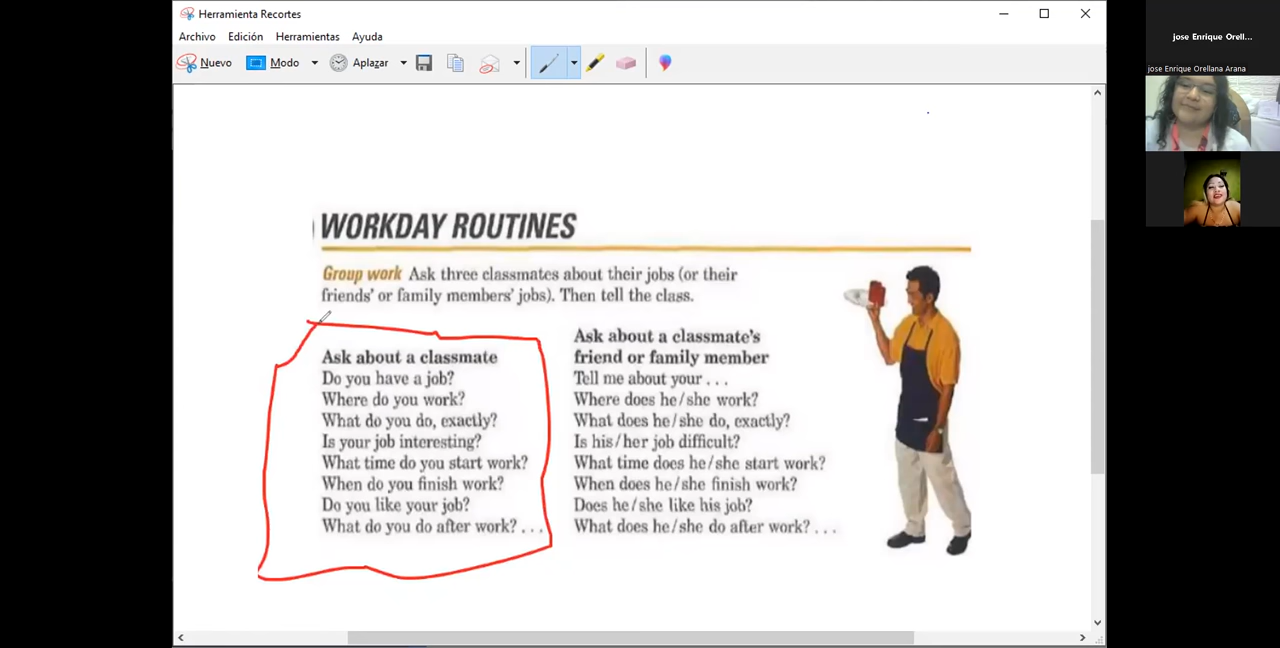 Herramienta Recortes
Archivo Edición Herramientas Ayuda
Nuevo Modo Aplazar
WORKDAY ROUTINES
Group work Ask three classmates about their jobs (or their
friends' or family members' jobs). Then tell the class.
Ask about a classmate
Do you have a job?
Where do you work?
What do you do, exactly?
Is your job interesting?
What time do you start work?
When do you finish work?
Do you like your job?
What do you do after work? . . .
Ask about a classmate's
friend or family member
Tell me about your . . .
Where does he/she work?
What does he/she do, exactly?
Is his/her job difficult?
What time does he/she start work?
When does he/she finish work?
Does he/she like his job?
What does he/she do after work? . . .
jose Enrique Orell...
jose Enrique Orellana Arana